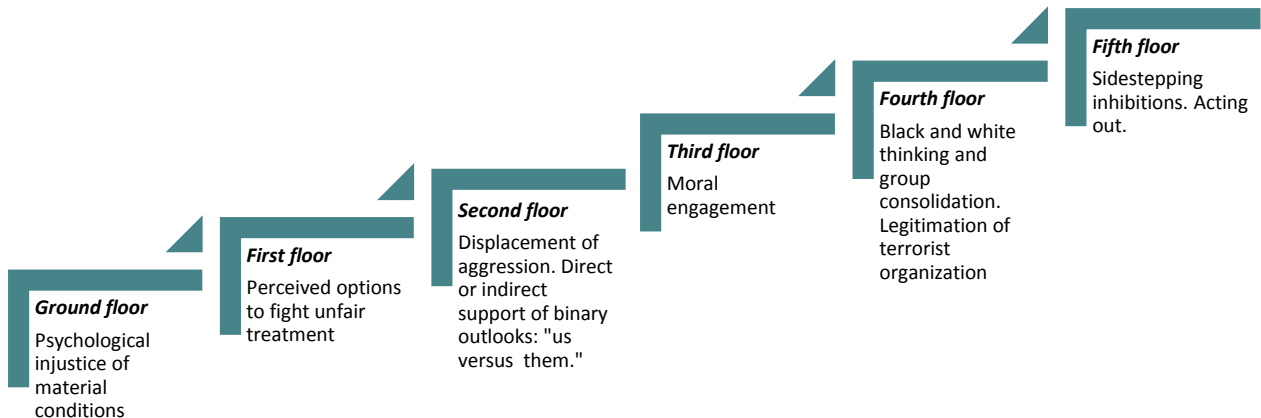 Ground floor
Psychological
injustice of
material
conditions
First floor
Perceived options
to fight unfair
treatment
Second floor
Displacement of
aggression. Direct
or indirect
support of binary
outlooks: "us
versus them."
Third floor
Moral
engagement
Fourth floor
Black and white
thinking and
group
consolidation.
Legitimation of
terrorist
organization
Fifth floor
Sidestepping
inhibitions. Acting
out.